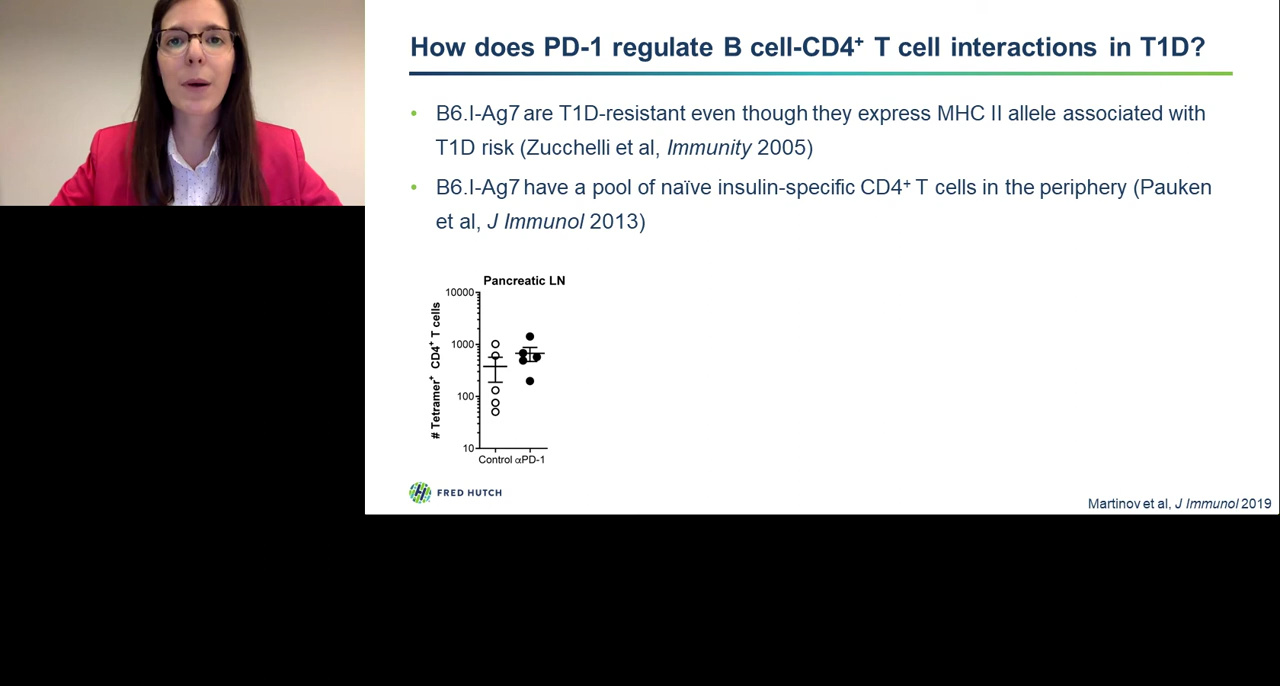 How does PD-1 regulate B cell-CD4⁺ T cell interactions in T1D?
• B6.I-Ag7 are T1D-resistant even though they express MHC II allele associated with
T1D risk (Zucchelli et al, Immunity 2005)
• B6.I-Ag7 have a pool of naïve insulin-specific CD4⁺ T cells in the periphery (Pauken
et al, J Immunol 2013)
Pancreatic LN
# Tetramer⁺ CD4⁺ T cells
10000
1000
100
10
Control αPD-1
FRED HUTCH
Martinov et al, J Immunol 2019